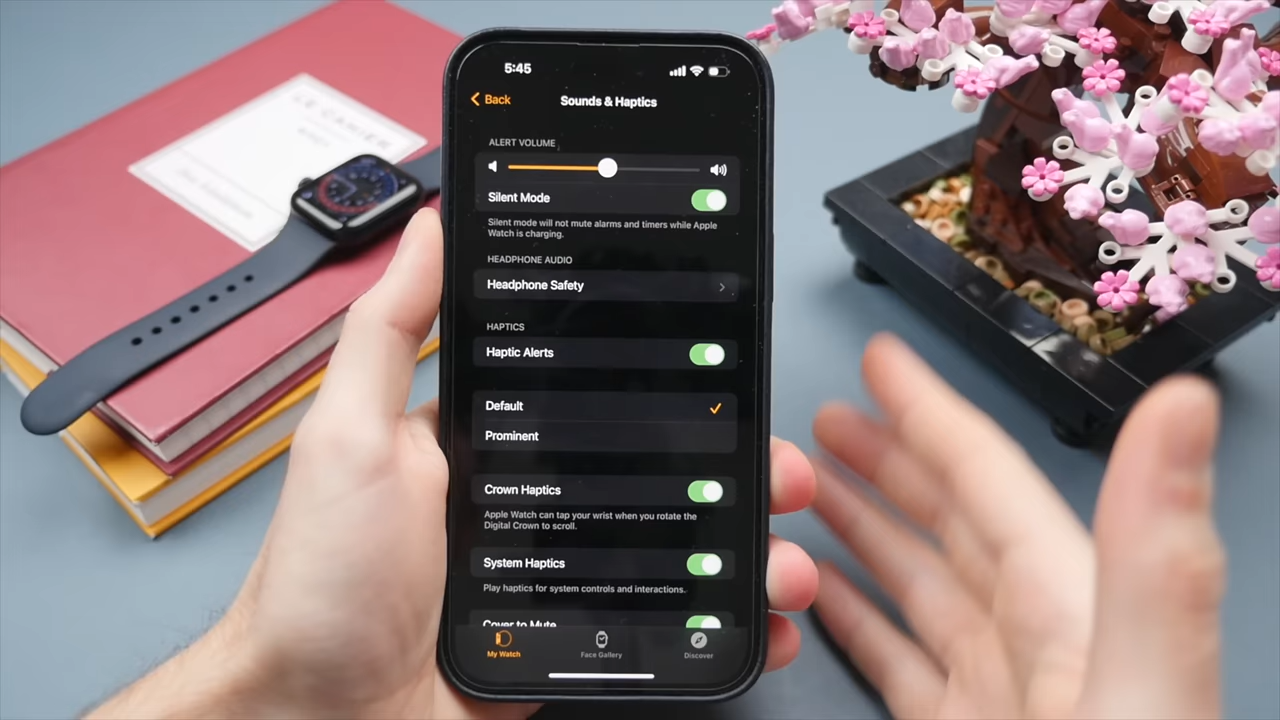 5:45
Back
Sounds & Haptics
ALERT VOLUME
Silent Mode
Silent mode will not mute alarms and timers while Apple
Watch is charging.
HEADPHONE AUDIO
Headphone Safety
HAPTICS
Haptic Alerts
Default
Prominent
Crown Haptics
Apple Watch can tap your wrist when you rotate the
Digital Crown to scroll.
System Haptics
Play haptics for system controls and interactions.
Cover to Mute
My Watch
Face Gallery
Discover